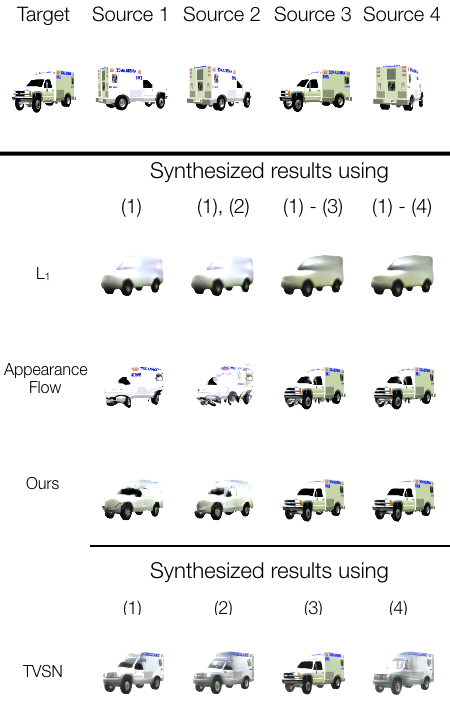 Target Source 1 Source 2 Source 3 Source 4
Synthesized results using
(1) (1), (2) (1) - (3) (1) - (4)
L₁
Appearance
Flow
Ours
Synthesized results using
(1) (2) (3) (4)
TVSN